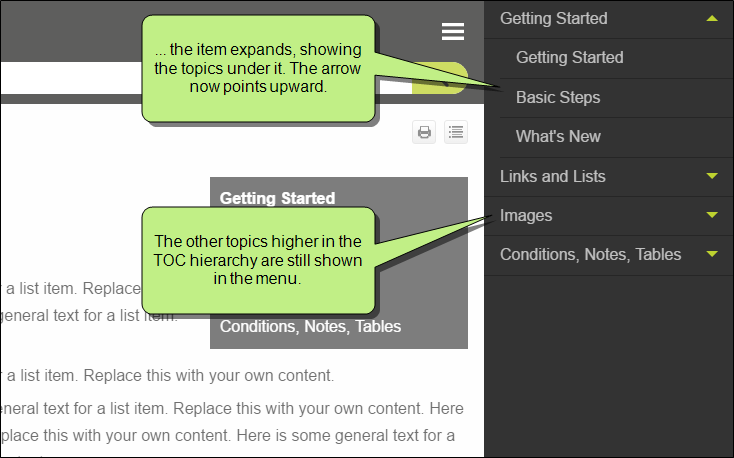 ... the item expands, showing
the topics under it. The arrow
now points upward.
Getting Started
Getting Started
Basic Steps
What's New
Links and Lists
Images
Conditions, Notes, Tables
Getting Started
The other topics higher in the
TOC hierarchy are still shown
in the menu.
Conditions, Notes, Tables
a list item. Replace
general text for a list item.
a list item. Replace this with your own content.
general text for a list item. Replace this with your own content. Here
place this with your own content. Here is some general text for a